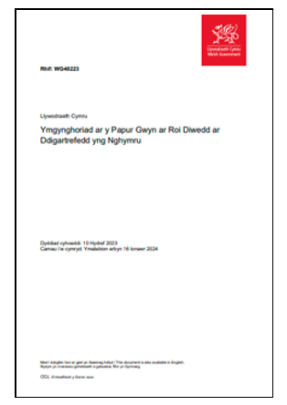 Llywodraeth Cymru
Welsh Government
Rhif: WG48223
Llywodraeth Cymru
Ymgynghoriad ar y Papur Gwyn ar Roi Diwedd ar
Ddigartrefedd yng Nghymru
Dyddiad cyhoeddi: 10 Hydref 2023
Camau i'w cymryd: Ymatebion erbyn 16 Ionawr 2024
Mae'r ddogfen hon ar gael yn Saesneg hefyd / This document is also available in English.